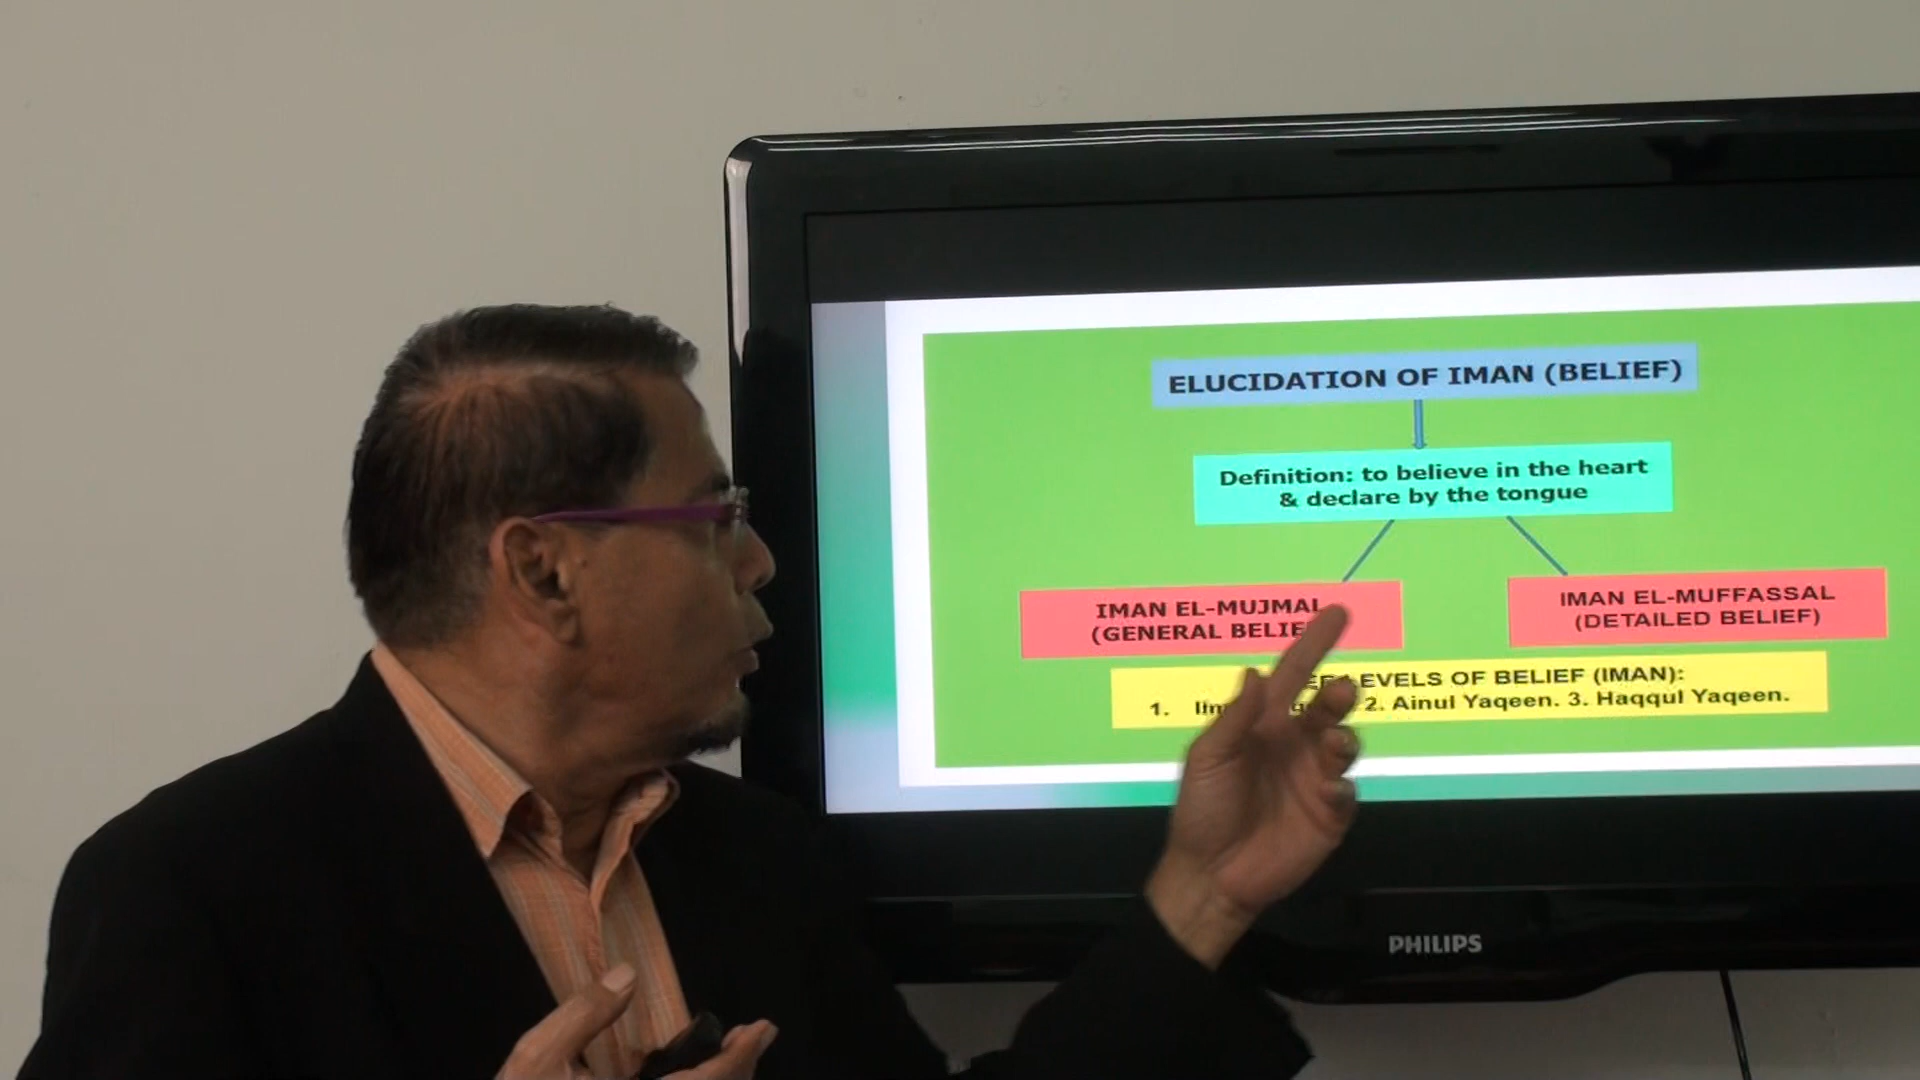 ELUCIDATION OF IMAN (BELIEF)
Definition: to believe in the heart
& declare by the tongue
IMAN EL-MUJMAL
(GENERAL
IMAN EL-MUFFASSAL
(DETAILED BELIEF)
LEVELS OF BELIEF (IMAN):
1. 2. Ainul Yaqeen. 3. Haqqul Yaqeen.
PHILIPS